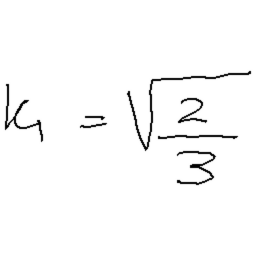 k₁ = √(2/3)